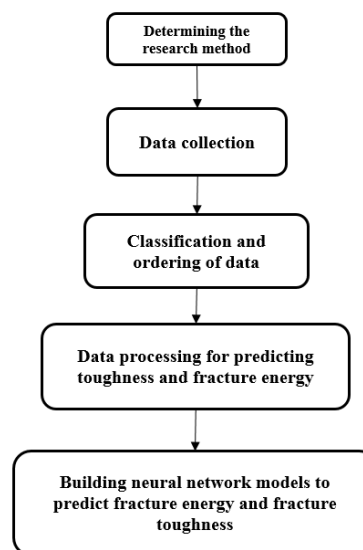 Determining the
research method
Data collection
Classification and
ordering of data
Data processing for predicting
toughness and fracture energy
Building neural network models to
predict fracture energy and fracture
toughness